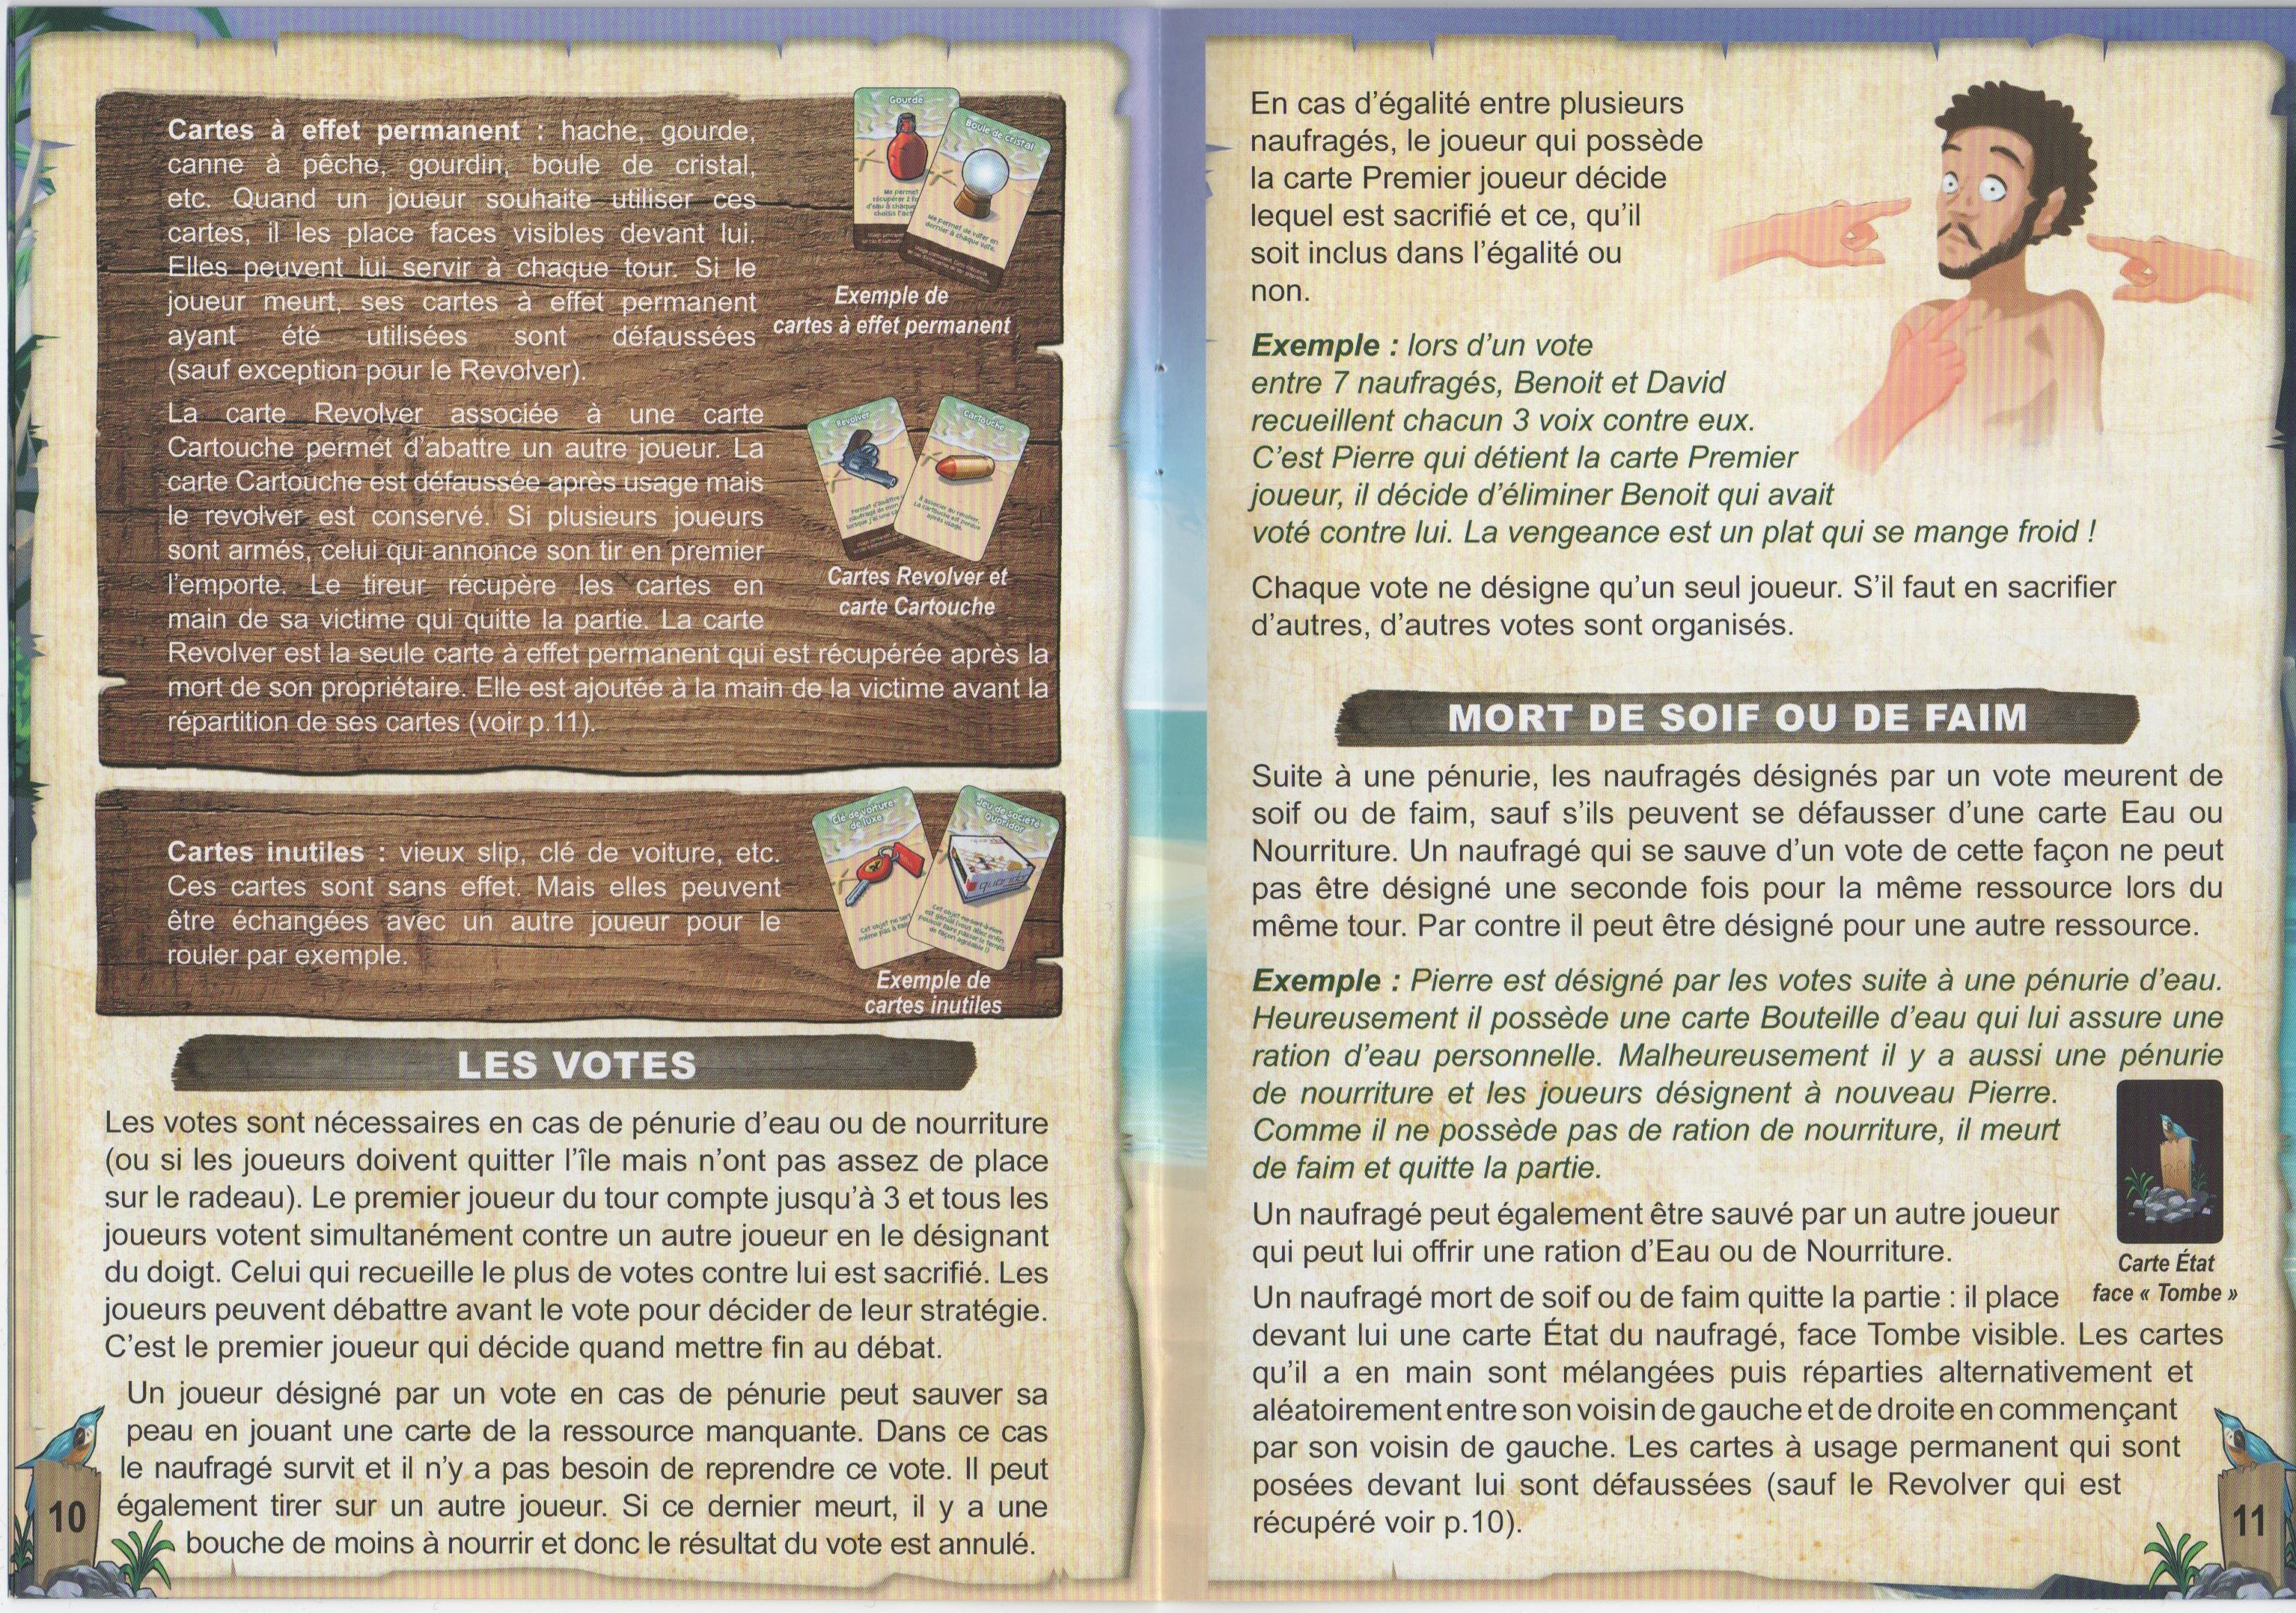 Cartes à effet permanent : hache, gourde,
canne à pêche, gourdin, boule de cristal,
etc. Quand un joueur souhaite utiliser ces
cartes, il les place faces visibles devant lui.
Elles peuvent lui servir à chaque tour. Si le
joueur meurt, ses cartes à effet permanent
ayant été utilisées sont défaussées
(sauf exception pour le Revolver).
Gourde
Boule de cristal
Me permet de voter en
dernier à chaque vote.
Exemple de
cartes à effet permanent
La carte Revolver associée à une carte
Cartouche permet d'abattre un autre joueur. La
carte Cartouche est défaussée après usage mais
le revolver est conservé. Si plusieurs joueurs
sont armés, celui qui annonce son tir en premier
l'emporte. Le tireur récupère les cartes en
main de sa victime qui quitte la partie. La carte
Revolver est la seule carte à effet permanent qui est récupérée après la
mort de son propriétaire. Elle est ajoutée à la main de la victime avant la
répartition de ses cartes (voir p.11).
Revolver
Cartouche
À associer au revolver.
La cartouche est perdue
après usage.
Cartes Revolver et
carte Cartouche
Cartes inutiles : vieux slip, clé de voiture, etc.
Ces cartes sont sans effet. Mais elles peuvent
être échangées avec un autre joueur pour le
rouler par exemple.
Clé de voiture
de luxe
Jeu de société
Quoridor
quoridor
Exemple de
cartes inutiles
LES VOTES
Les votes sont nécessaires en cas de pénurie d'eau ou de nourriture
(ou si les joueurs doivent quitter l'île mais n'ont pas assez de place
sur le radeau). Le premier joueur du tour compte jusqu'à 3 et tous les
joueurs votent simultanément contre un autre joueur en le désignant
du doigt. Celui qui recueille le plus de votes contre lui est sacrifié. Les
joueurs peuvent débattre avant le vote pour décider de leur stratégie.
C'est le premier joueur qui décide quand mettre fin au débat.
Un joueur désigné par un vote en cas de pénurie peut sauver sa
peau en jouant une carte de la ressource manquante. Dans ce cas
le naufragé survit et il n'y a pas besoin de reprendre ce vote. Il peut
également tirer sur un autre joueur. Si ce dernier meurt, il y a une
bouche de moins à nourrir et donc le résultat du vote est annulé.
10
En cas d'égalité entre plusieurs
naufragés, le joueur qui possède
la carte Premier joueur décide
lequel est sacrifié et ce, qu'il
soit inclus dans l'égalité ou
non.
Exemple : lors d'un vote
entre 7 naufragés, Benoit et David
recueillent chacun 3 voix contre eux.
C'est Pierre qui détient la carte Premier
joueur, il décide d'éliminer Benoit qui avait
voté contre lui. La vengeance est un plat qui se mange froid !
Chaque vote ne désigne qu'un seul joueur. S'il faut en sacrifier
d'autres, d'autres votes sont organisés.
MORT DE SOIF OU DE FAIM
Suite à une pénurie, les naufragés désignés par un vote meurent de
soif ou de faim, sauf s'ils peuvent se défausser d'une carte Eau ou
Nourriture. Un naufragé qui se sauve d'un vote de cette façon ne peut
pas être désigné une seconde fois pour la même ressource lors du
même tour. Par contre il peut être désigné pour une autre ressource.
Exemple : Pierre est désigné par les votes suite à une pénurie d'eau.
Heureusement il possède une carte Bouteille d'eau qui lui assure une
ration d'eau personnelle. Malheureusement il y a aussi une pénurie
de nourriture et les joueurs désignent à nouveau Pierre.
Comme il ne possède pas de ration de nourriture, il meurt
de faim et quitte la partie.
Un naufragé peut également être sauvé par un autre joueur
qui peut lui offrir une ration d'Eau ou de Nourriture.
Carte État
face « Tombe »
Un naufragé mort de soif ou de faim quitte la partie : il place
devant lui une carte État du naufragé, face Tombe visible. Les cartes
qu'il a en main sont mélangées puis réparties alternativement et
aléatoirement entre son voisin de gauche et de droite en commençant
par son voisin de gauche. Les cartes à usage permanent qui sont
posées devant lui sont défaussées (sauf le Revolver qui est
récupéré voir p.10).
11